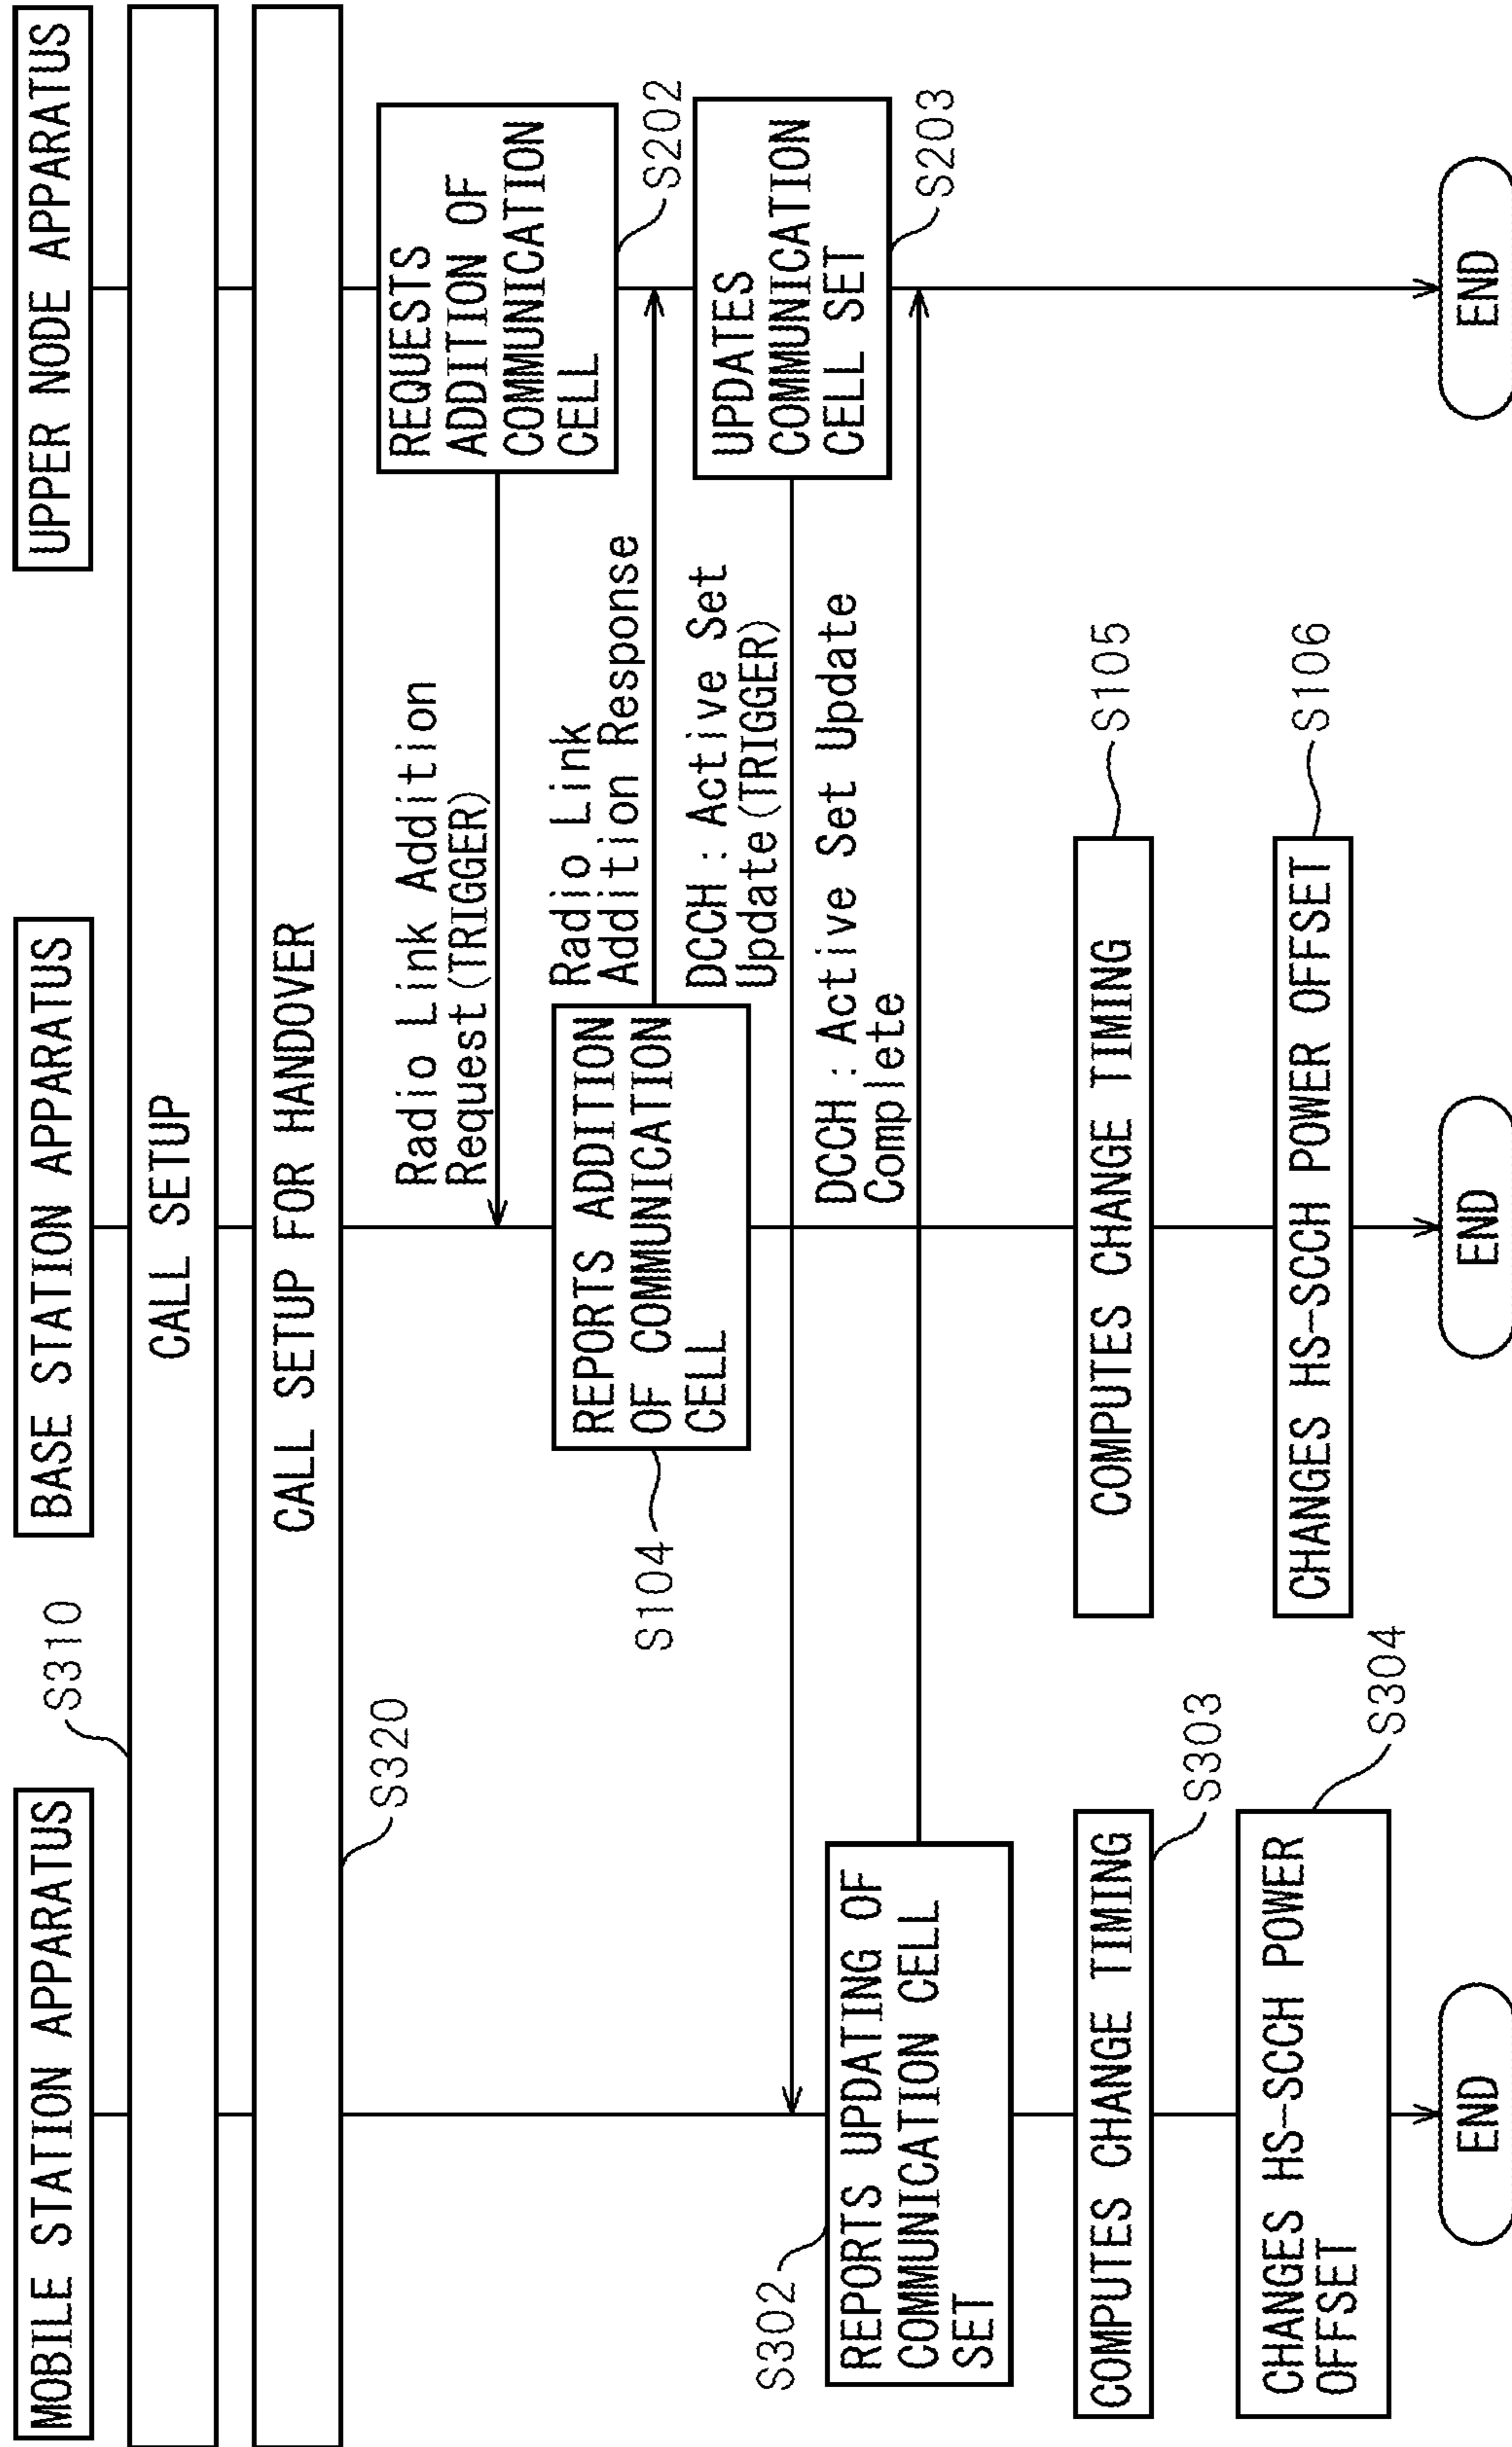 MOBILE STATION APPARATUS
BASE STATION APPARATUS
UPPER NODE APPARATUS
S310
CALL SETUP
CALL SETUP FOR HANDOVER
S320
Radio Link Addition
Request(TRIGGER)
REQUESTS
ADDITION OF
COMMUNICATION
CELL
S202
Radio Link
Addition Response
REPORTS ADDITION
OF COMMUNICATION
CELL
S104
DCCH:Active Set
Update(TRIGGER)
UPDATES
COMMUNICATION
CELL SET
S203
S302
DCCH:Active Set Update
Complete
REPORTS UPDATING OF
COMMUNICATION CELL
SET
COMPUTES CHANGE TIMING
S303
COMPUTES CHANGE TIMING
S105
CHANGES HS-SCCH POWER
OFFSET
S304
CHANGES HS-SCCH POWER OFFSET
S106
END
END
END